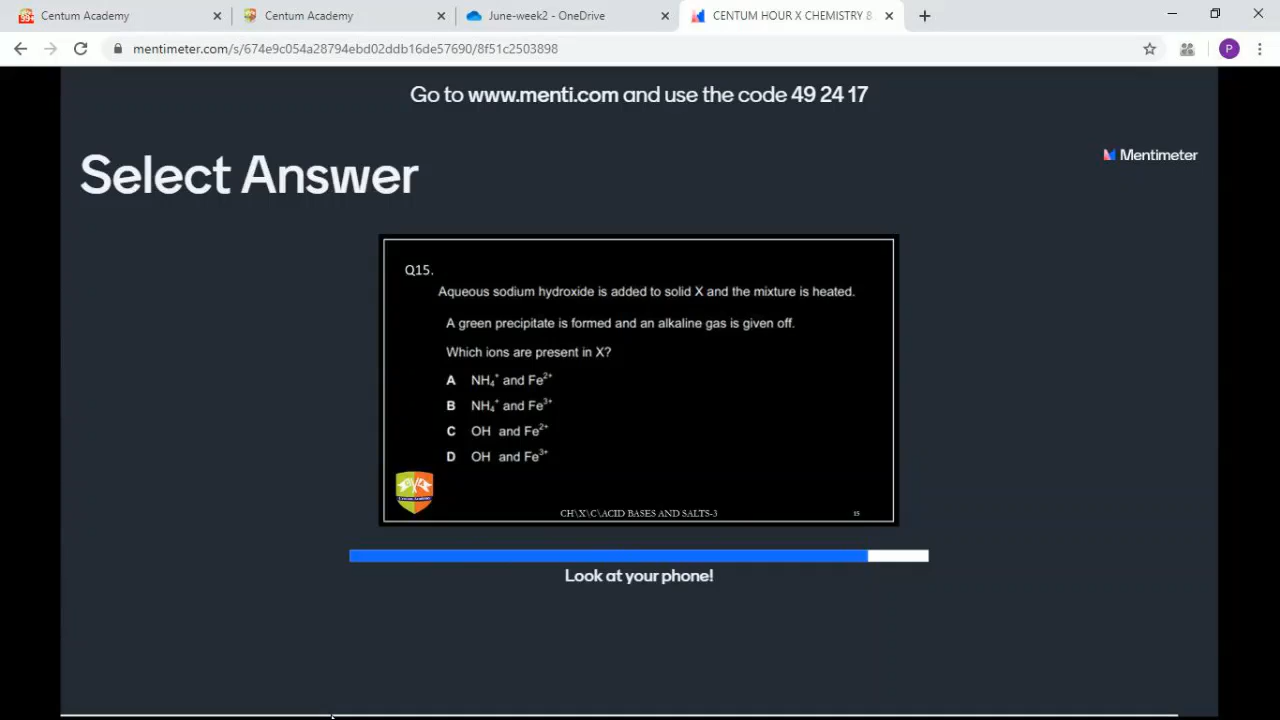 Centum Academy
Centum Academy
June-week2 - OneDrive
CENTUM HOUR X CHEMISTRY 8
mentimeter.com/s/674e9c054a28794ebd02ddb16de57690/8f51c2503898
P
Go to www.menti.com and use the code 49 24 17
Mentimeter
Select Answer
Q15.
Aqueous sodium hydroxide is added to solid X and the mixture is heated.
A green precipitate is formed and an alkaline gas is given off.
Which ions are present in X?
A NH₄⁺ and Fe²⁺
B NH₄⁺ and Fe³⁺
C OH and Fe²⁺
D OH and Fe³⁺
Centum Academy
CH\X\C\ACID BASES AND SALTS-3
15
Look at your phone!